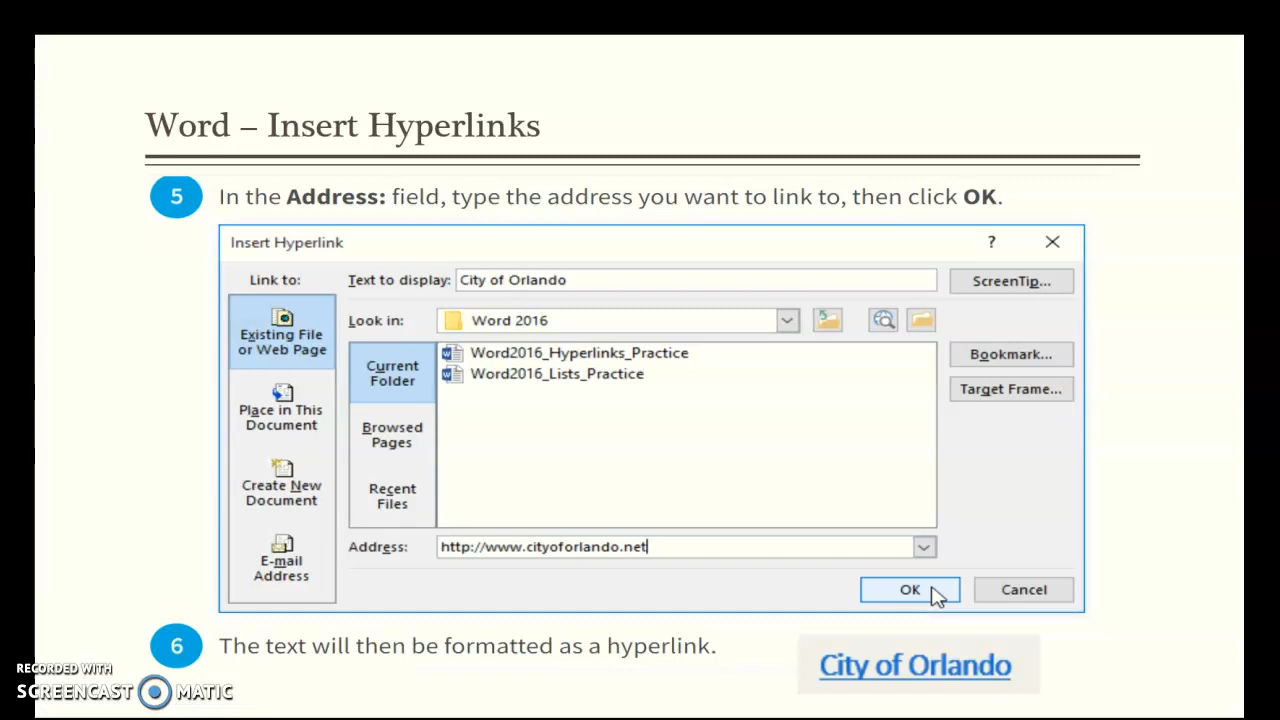 Word – Insert Hyperlinks
5 In the Address: field, type the address you want to link to, then click OK.
Insert Hyperlink ?
Link to: Text to display: City of Orlando ScreenTip...
Existing File
or Web Page
Look in: Word 2016
Current
Folder
Word2016_Hyperlinks_Practice
Word2016_Lists_Practice
Bookmark...
Target Frame...
Place in This
Document
Browsed
Pages
Create New
Document
Recent
Files
E-mail
Address
Address: http://www.cityoforlando.net
OK Cancel
6 The text will then be formatted as a hyperlink.
City of Orlando
RECORDED WITH
SCREENCAST MATIC